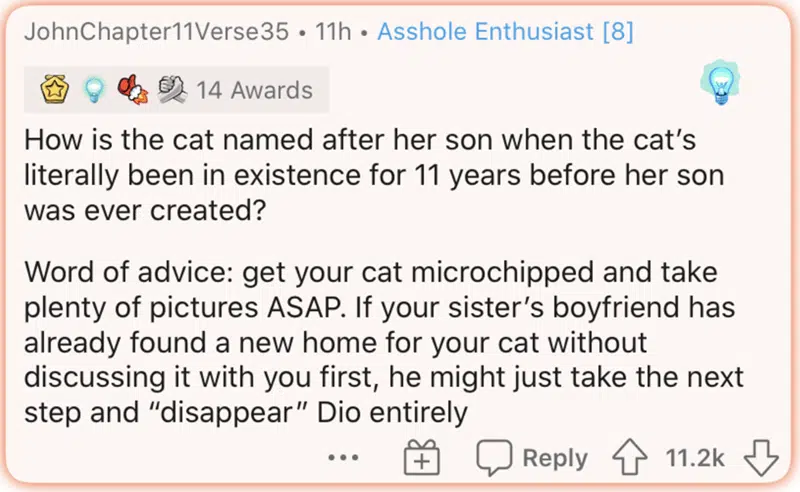 JohnChapter11Verse35 • 11h • Asshole Enthusiast [8]
14 Awards
How is the cat named after her son when the cat’s
literally been in existence for 11 years before her son
was ever created?
Word of advice: get your cat microchipped and take
plenty of pictures ASAP. If your sister’s boyfriend has
already found a new home for your cat without
discussing it with you first, he might just take the next
step and “disappear” Dio entirely
••• Reply 11.2k